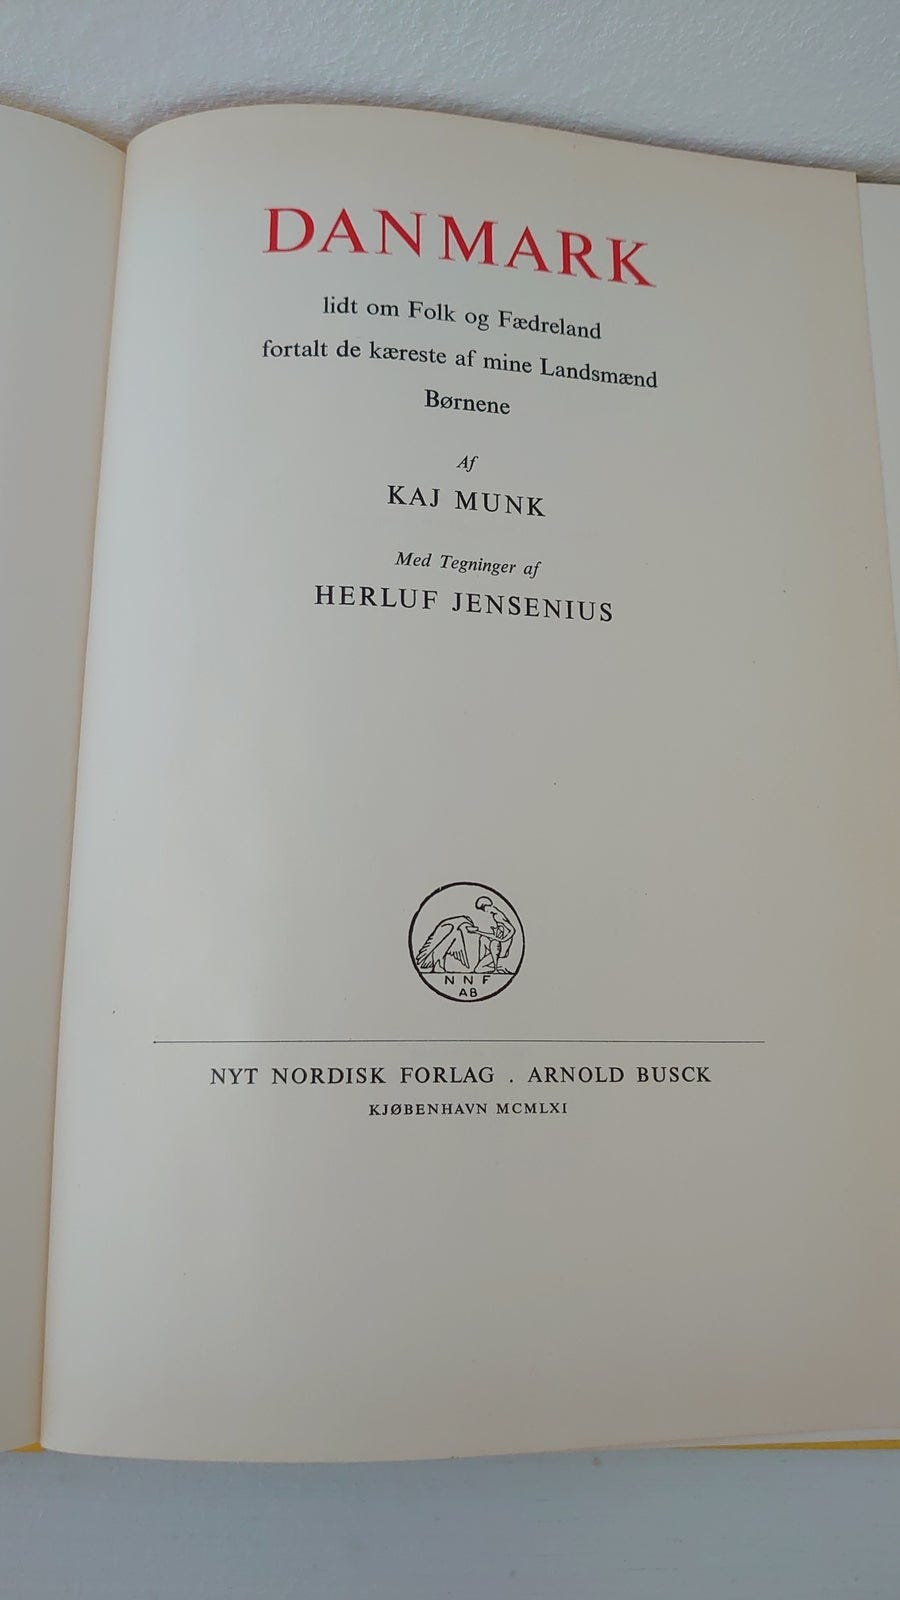 DANMARK
lidt om Folk og Fædreland
fortalt de kæreste af mine Landsmænd
Børnene
Af
KAJ MUNK
Med Tegninger af
HERLUF JENSENIUS
N N F
AB
NYT NORDISK FORLAG . ARNOLD BUSCK
KJØBENHAVN MCMLXI